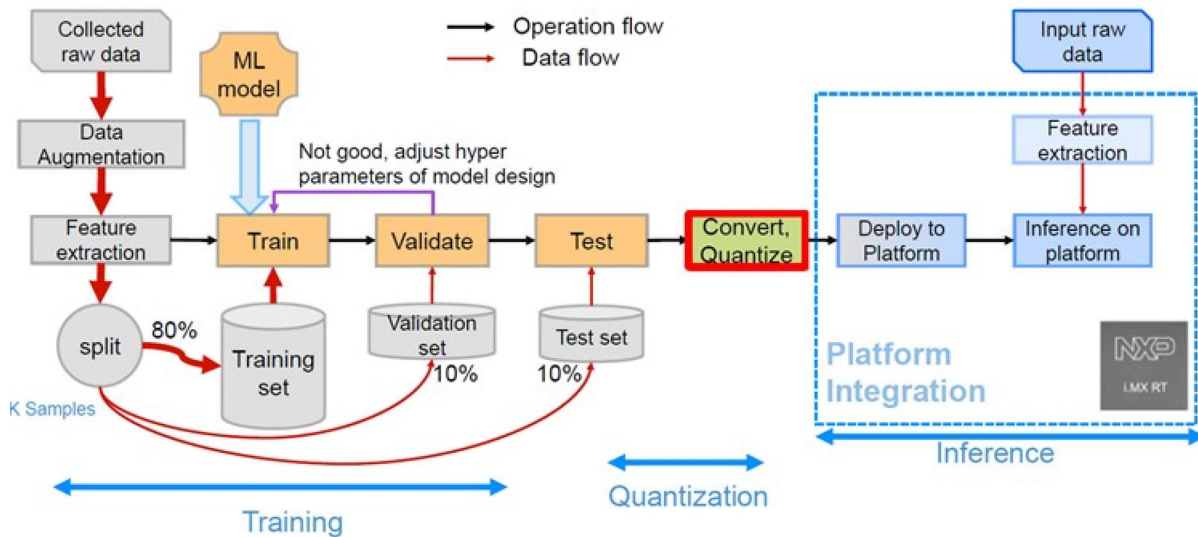 Collected
raw data
Operation flow
Data flow
ML
model
Input raw
data
Data
Augmentation
Not good, adjust hyper
parameters of model design
Feature
extraction
Feature
extraction
Train
Validate
Test
Convert,
Quantize
Deploy to
Platform
Inference on
platform
split
80%
Training
set
Validation
set
10%
Test set
10%
K Samples
Platform
Integration
NXP
i.MX RT
Training
Quantization
Inference